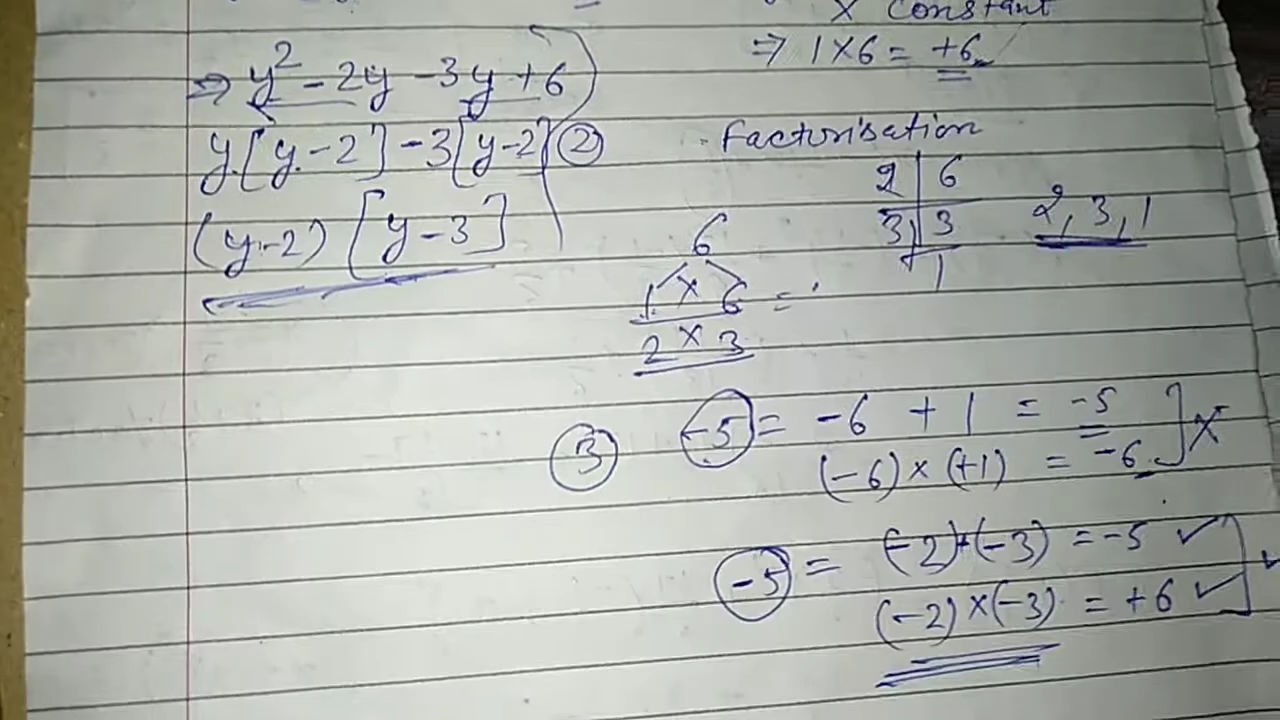 × Constant
⇒ 1×6 = +6
⇒ y² - 2y - 3y + 6
y[y-2] - 3[y-2] ②
(y-2) [y-3]
Factorisation
2 | 6
3 | 3
1
2, 3, 1
6
1 × 6 =
2 × 3
③
-5 = -6 + 1 = -5
(-6) × (+1) = -6 ] ×
-5 = (-2)+(-3) = -5 ✓
(-2) × (-3) = +6 ✓